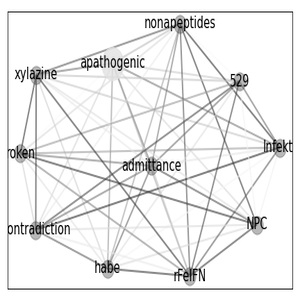 nonapeptides
apathogenic
xylazine
529
Infekt
roken
admittance
NPC
ontradiction
habe
rFeIFN